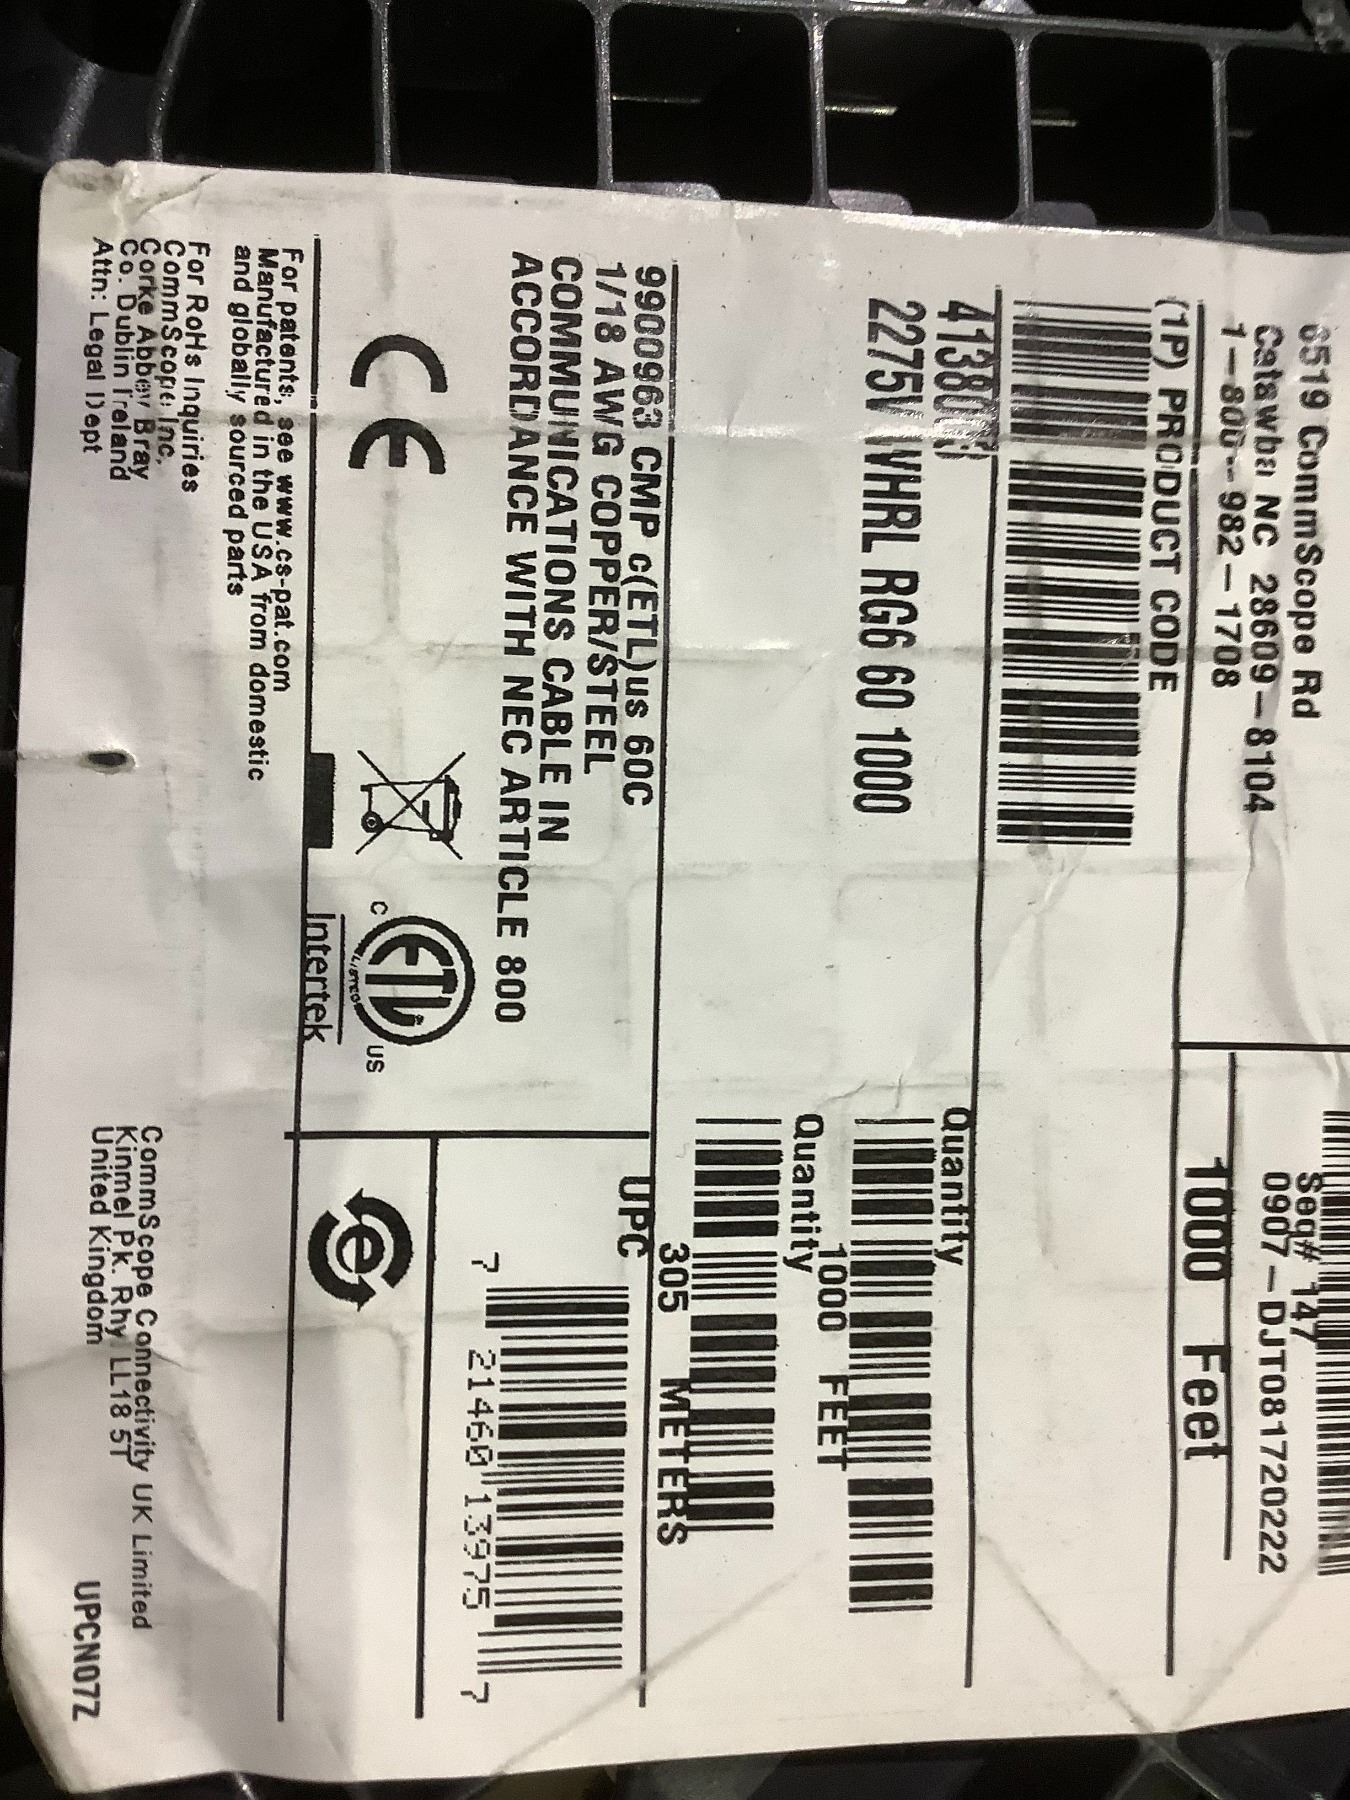 6519 CommScope Rd
Catawba NC 28609-8104
1-800-982-1708
Seq# 147
0907-DJT081720222
1000 Feet
(1P) PRODUCT CODE
2275V WHRL RG6 60 1000
Quantity
1000 FEET
Quantity
305 METERS
9900963 CMP c(ETL)us 60C
1/18 AWG COPPER/STEEL
COMMUNICATIONS CABLE IN
ACCORDANCE WITH NEC ARTICLE 800
CE
C ETL US
LISTED
Intertek
UPC
7 21460 13975 7
e
For patents, see www.cs-pat.com
Manufactured in the USA from domestic
and globally sourced parts
For RoHs Inquiries
CommScope Inc.
Corke Abbey Bray
Co. Dublin Ireland
Attn: Legal Dept
CommScope Connectivity UK Limited
Kinmel Pk. Rhyl LL18 5T
United Kingdom
UPCN07Z